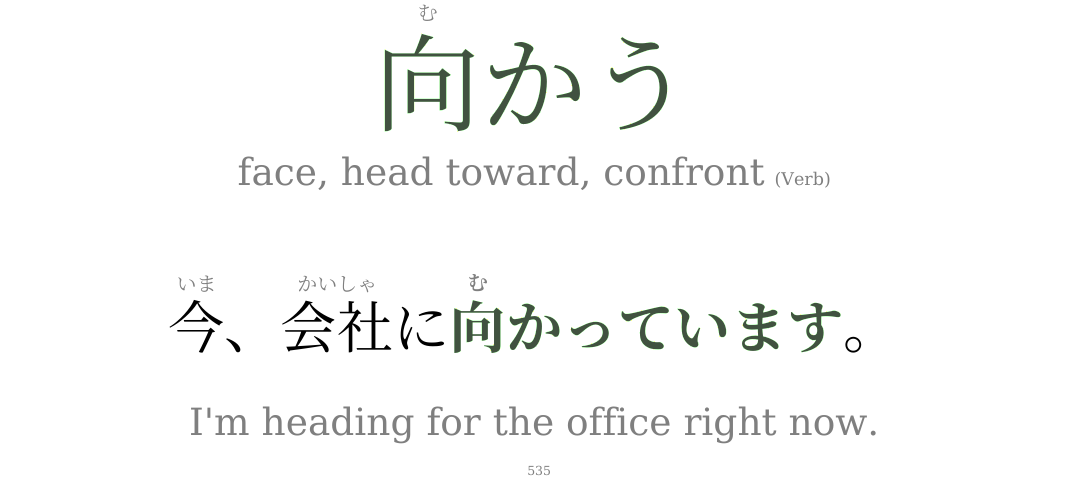 む
向かう
face, head toward, confront (Verb)
いま かいしゃ む
今、会社に向かっています。
I'm heading for the office right now.
535